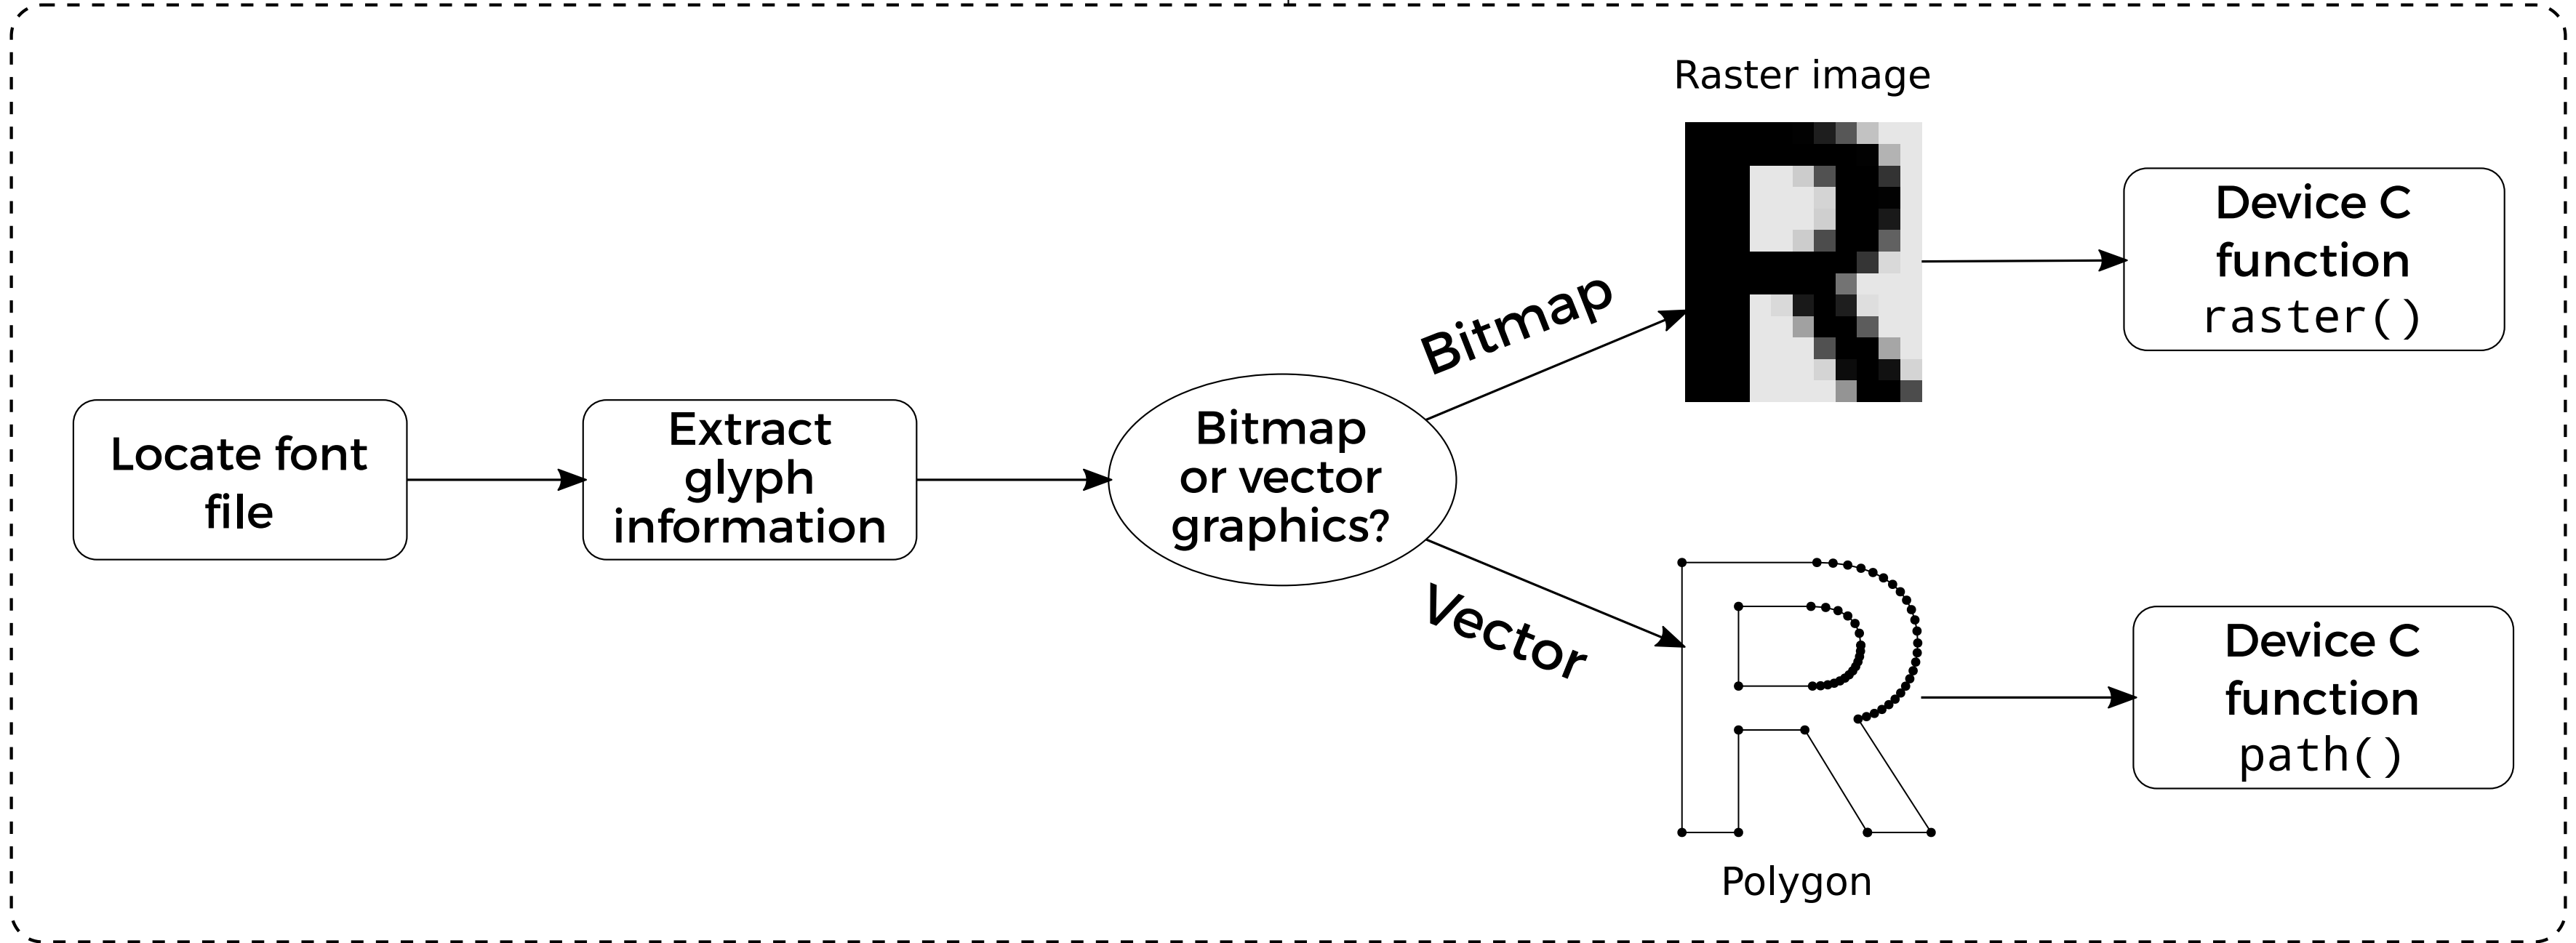 Locate font
file
Extract
glyph
information
Bitmap
or vector
graphics?
Bitmap
Raster image
Device C
function
raster()
Vector
Polygon
Device C
function
path()